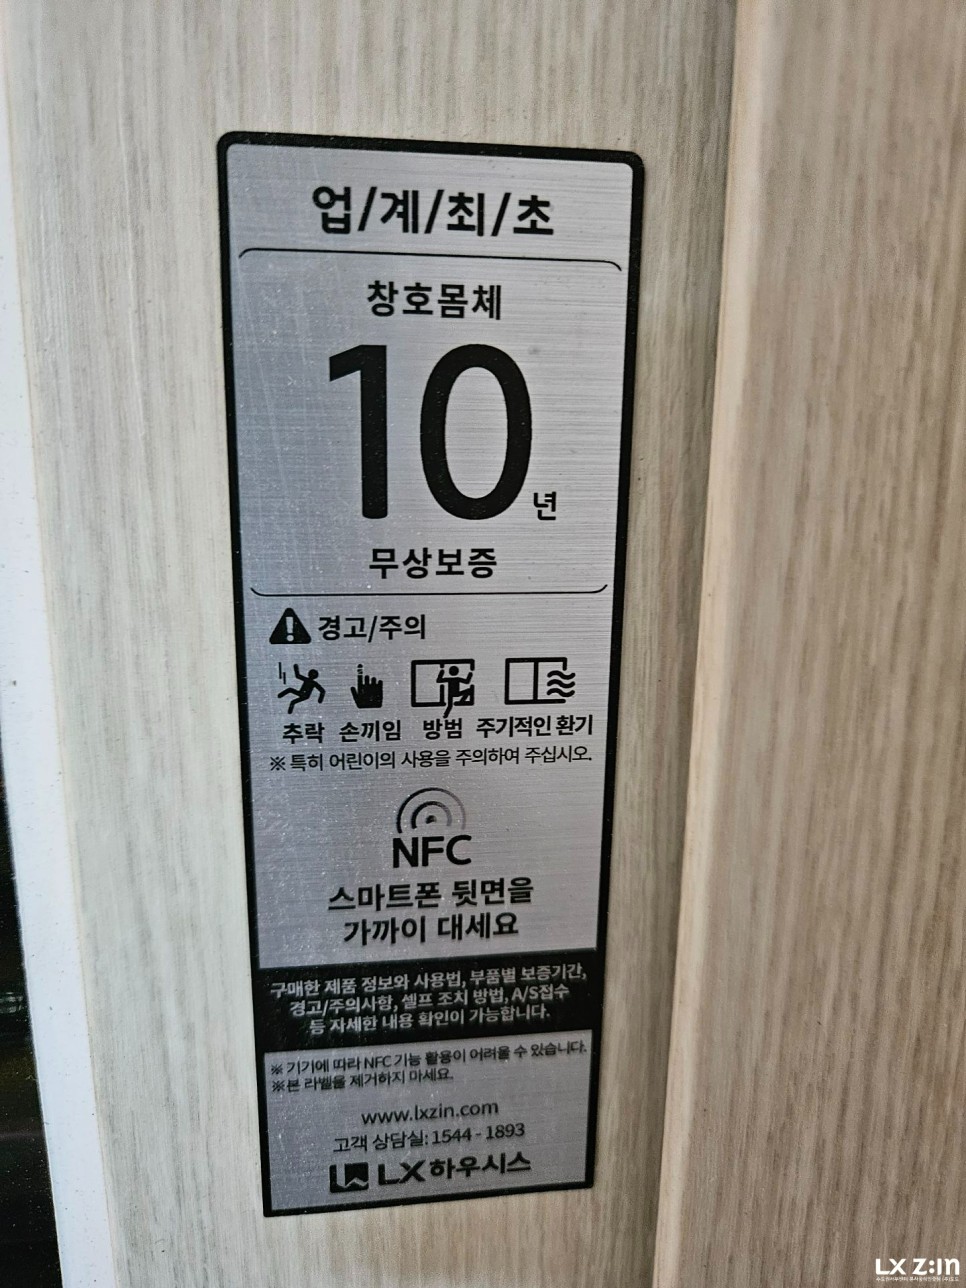 업/계/최/초
창호몸체
10년
무상보증
경고/주의
추락 손끼임 방범 주기적인 환기
※ 특히 어린이의 사용을 주의하여 주십시오.
NFC
스마트폰 뒷면을
가까이 대세요
구매한 제품 정보와 사용법, 부품별 보증기간,
경고/주의사항, 셀프 조치 방법, A/S접수
등 자세한 내용 확인이 가능합니다.
※ 기기에 따라 NFC 기능 활용이 어려울 수 있습니다.
※본 라벨을 제거하지 마세요.
www.lxzin.com
고객 상담실: 1544 - 1893
LX하우시스
LX Z:IN